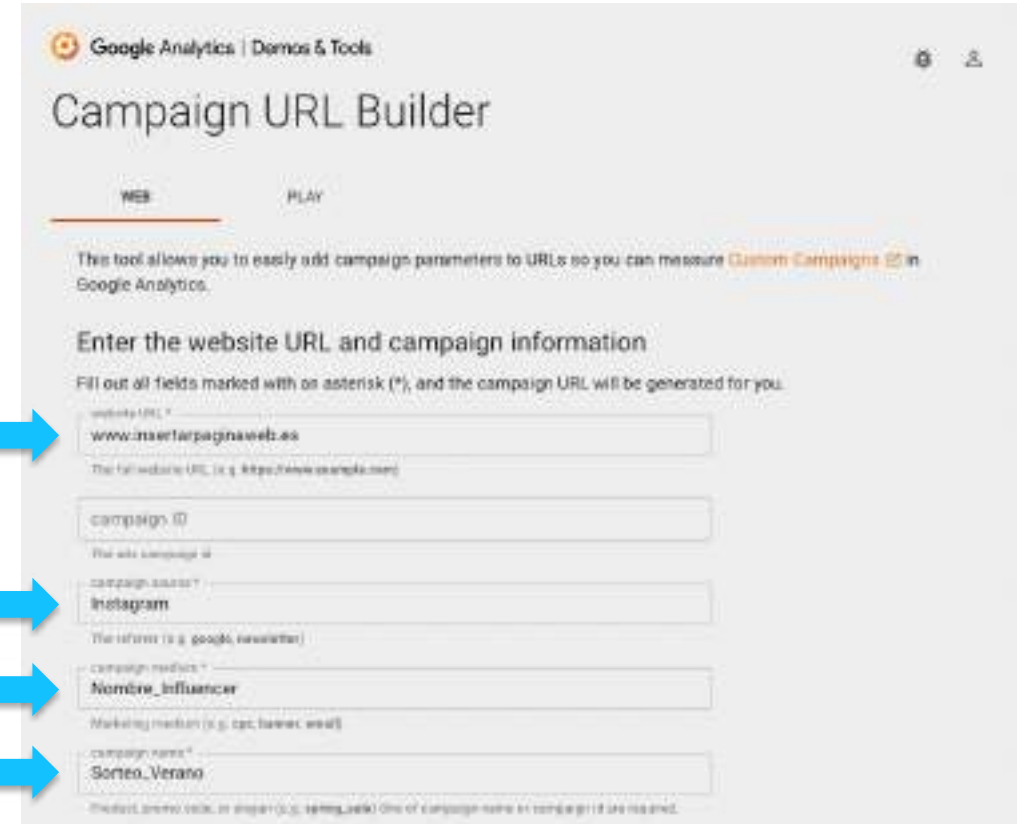 Google Analytics | Demos & Tools
Campaign URL Builder
WEB
PLAY
This tool allows you to easily add campaign parameters to URLs so you can measure Custom Campaigns in
Google Analytics.
Enter the website URL and campaign information
Fill out all fields marked with an asterisk (*), and the campaign URL will be generated for you.
website URL *
www.insertarpaginaweb.es
The full website URL (e.g. https://www.example.com)
campaign ID
The ads campaign id.
campaign source *
Instagram
The referrer (e.g. google, newsletter)
campaign medium *
Nombre_Influencer
Marketing medium (e.g. cpc, banner, email)
campaign name *
Sorteo_Verano
Product, promo code, or slogan (e.g. spring_sale) One of campaign name or campaign id are required.